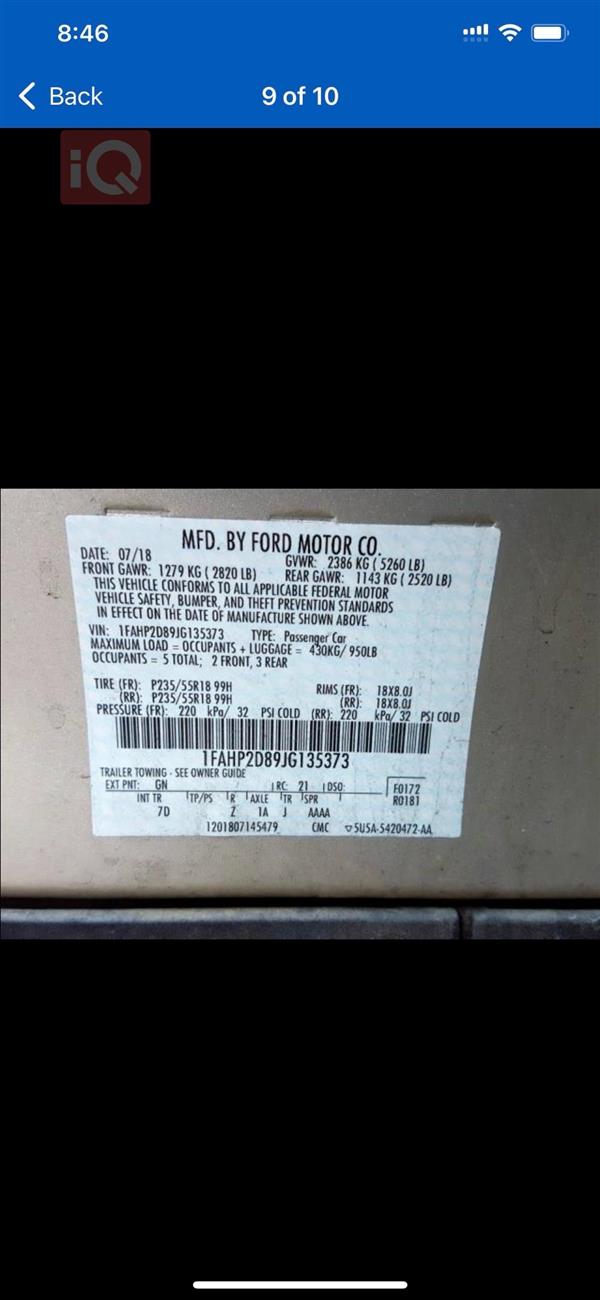 8:46
Back
9 of 10
iQ
MFD. BY FORD MOTOR CO.
DATE: 07/18
GVWR: 2386 KG ( 5260 LB)
FRONT GAWR: 1279 KG ( 2820 LB)
REAR GAWR: 1143 KG ( 2520 LB)
THIS VEHICLE CONFORMS TO ALL APPLICABLE FEDERAL MOTOR
VEHICLE SAFETY, BUMPER, AND THEFT PREVENTION STANDARDS
IN EFFECT ON THE DATE OF MANUFACTURE SHOWN ABOVE.
VIN: 1FAHP2D89JG135373 TYPE: Passenger Car
MAXIMUM LOAD = OCCUPANTS + LUGGAGE = 430KG/ 950LB
OCCUPANTS = 5 TOTAL; 2 FRONT, 3 REAR
TIRE (FR): P235/55R18 99H RIMS (FR): 18X8.0J
(RR): P235/55R18 99H (RR): 18X8.0J
PRESSURE (FR): 220 kPa/ 32 PSI COLD (RR): 220 kPa/ 32 PSI COLD
1FAHP2D89JG135373
TRAILER TOWING - SEE OWNER GUIDE
EXT PNT: GN RC: 21 DSO: F0172
INT TR TP/PS R AXLE TR SPR R0181
7D 2 1A J AAAA
1201807145479 CMC ▽5U5A-5420472-AA